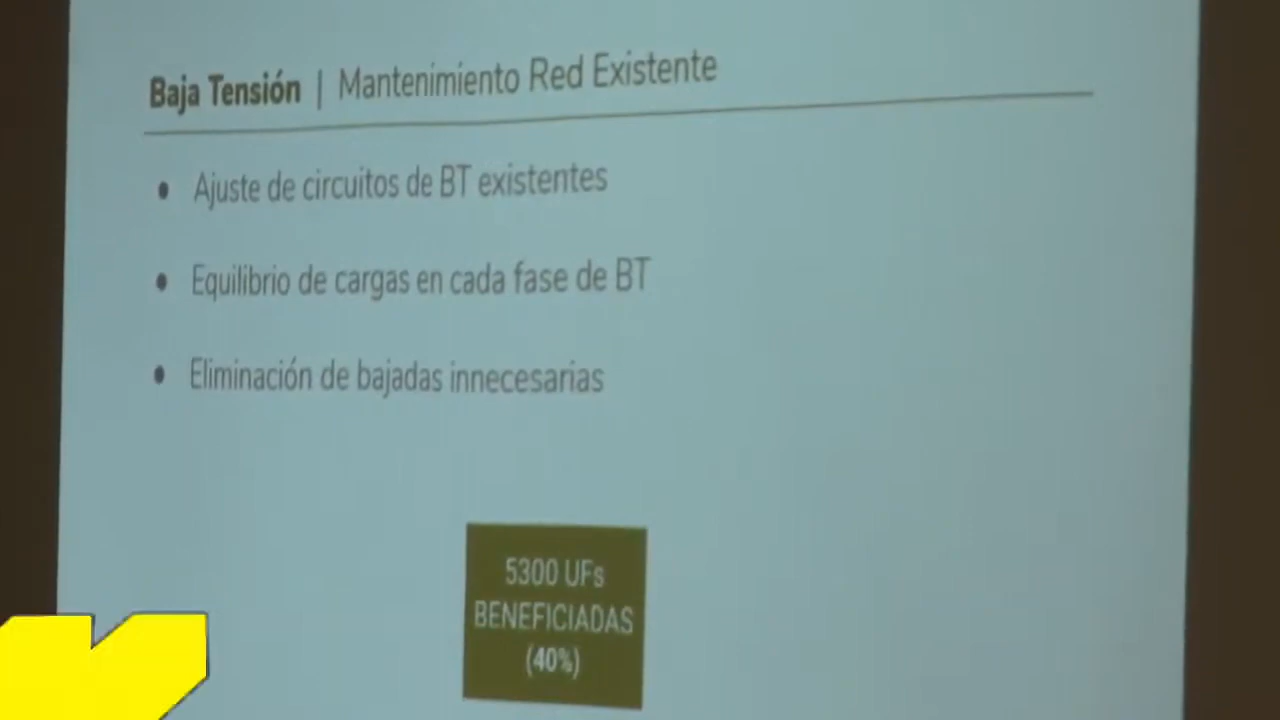 Baja Tensión | Mantenimiento Red Existente
• Ajuste de circuitos de BT existentes
• Equilibrio de cargas en cada fase de BT
• Eliminación de bajadas innecesarias
5300 UFs
BENEFICIADAS
(40%)